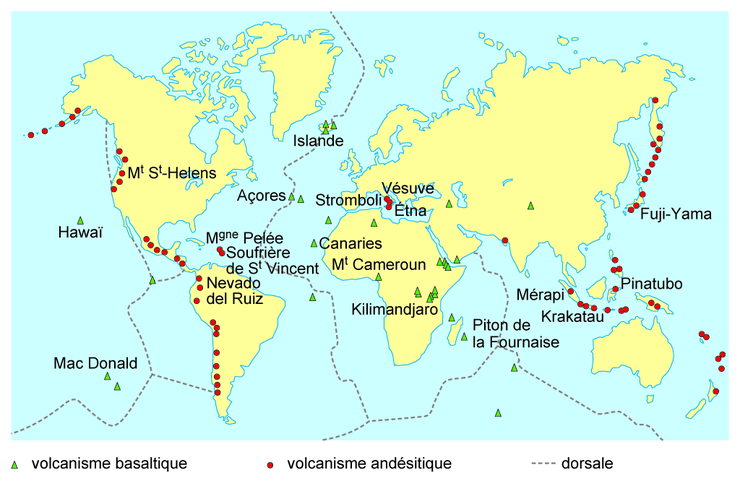 Islande
Mᵗ Sᵗ-Helens
Açores
Stromboli
Vésuve
Étna
Fuji-Yama
Hawaï
Mᵍⁿᵉ Pelée
Soufrière
de Sᵗ Vincent
Canaries
Mᵗ Cameroun
Nevado
del Ruiz
Kilimandjaro
Mérapi
Pinatubo
Krakatau
Piton de
la Fournaise
Mac Donald
volcanisme basaltique
volcanisme andésitique
dorsale